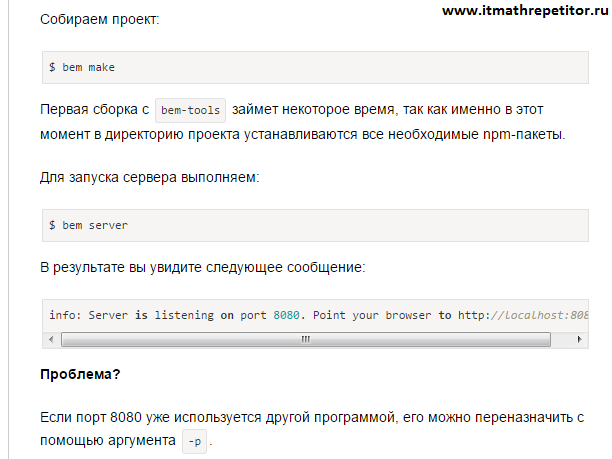 www.itmathrepetitor.ru
Собираем проект:
$ bem make
Первая сборка с bem-tools займет некоторое время, так как именно в этот
момент в директорию проекта устанавливаются все необходимые npm-пакеты.
Для запуска сервера выполняем:
$ bem server
В результате вы увидите следующее сообщение:
info: Server is listening on port 8080. Point your browser to http://localhost:808
Проблема?
Если порт 8080 уже используется другой программой, его можно переназначить с
помощью аргумента -p.